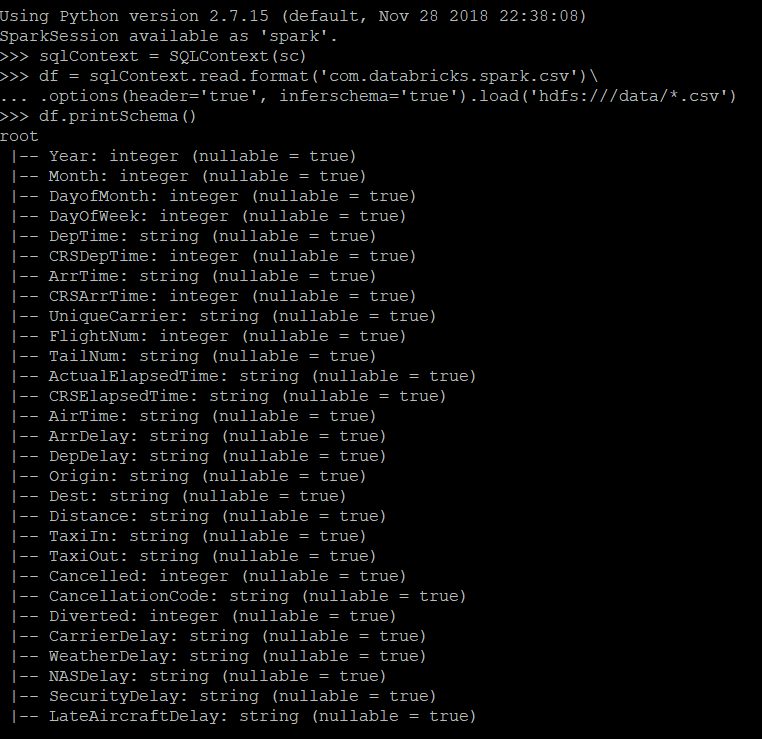 Using Python version 2.7.15 (default, Nov 28 2018 22:38:08)
SparkSession available as 'spark'.
>>> sqlContext = SQLContext(sc)
>>> df = sqlContext.read.format('com.databricks.spark.csv')\
... .options(header='true', inferschema='true').load('hdfs:///data/*.csv')
>>> df.printSchema()
root
 |-- Year: integer (nullable = true)
 |-- Month: integer (nullable = true)
 |-- DayofMonth: integer (nullable = true)
 |-- DayOfWeek: integer (nullable = true)
 |-- DepTime: string (nullable = true)
 |-- CRSDepTime: integer (nullable = true)
 |-- ArrTime: string (nullable = true)
 |-- CRSArrTime: integer (nullable = true)
 |-- UniqueCarrier: string (nullable = true)
 |-- FlightNum: integer (nullable = true)
 |-- TailNum: string (nullable = true)
 |-- ActualElapsedTime: string (nullable = true)
 |-- CRSElapsedTime: string (nullable = true)
 |-- AirTime: string (nullable = true)
 |-- ArrDelay: string (nullable = true)
 |-- DepDelay: string (nullable = true)
 |-- Origin: string (nullable = true)
 |-- Dest: string (nullable = true)
 |-- Distance: string (nullable = true)
 |-- TaxiIn: string (nullable = true)
 |-- TaxiOut: string (nullable = true)
 |-- Cancelled: integer (nullable = true)
 |-- CancellationCode: string (nullable = true)
 |-- Diverted: integer (nullable = true)
 |-- CarrierDelay: string (nullable = true)
 |-- WeatherDelay: string (nullable = true)
 |-- NASDelay: string (nullable = true)
 |-- SecurityDelay: string (nullable = true)
 |-- LateAircraftDelay: string (nullable = true)